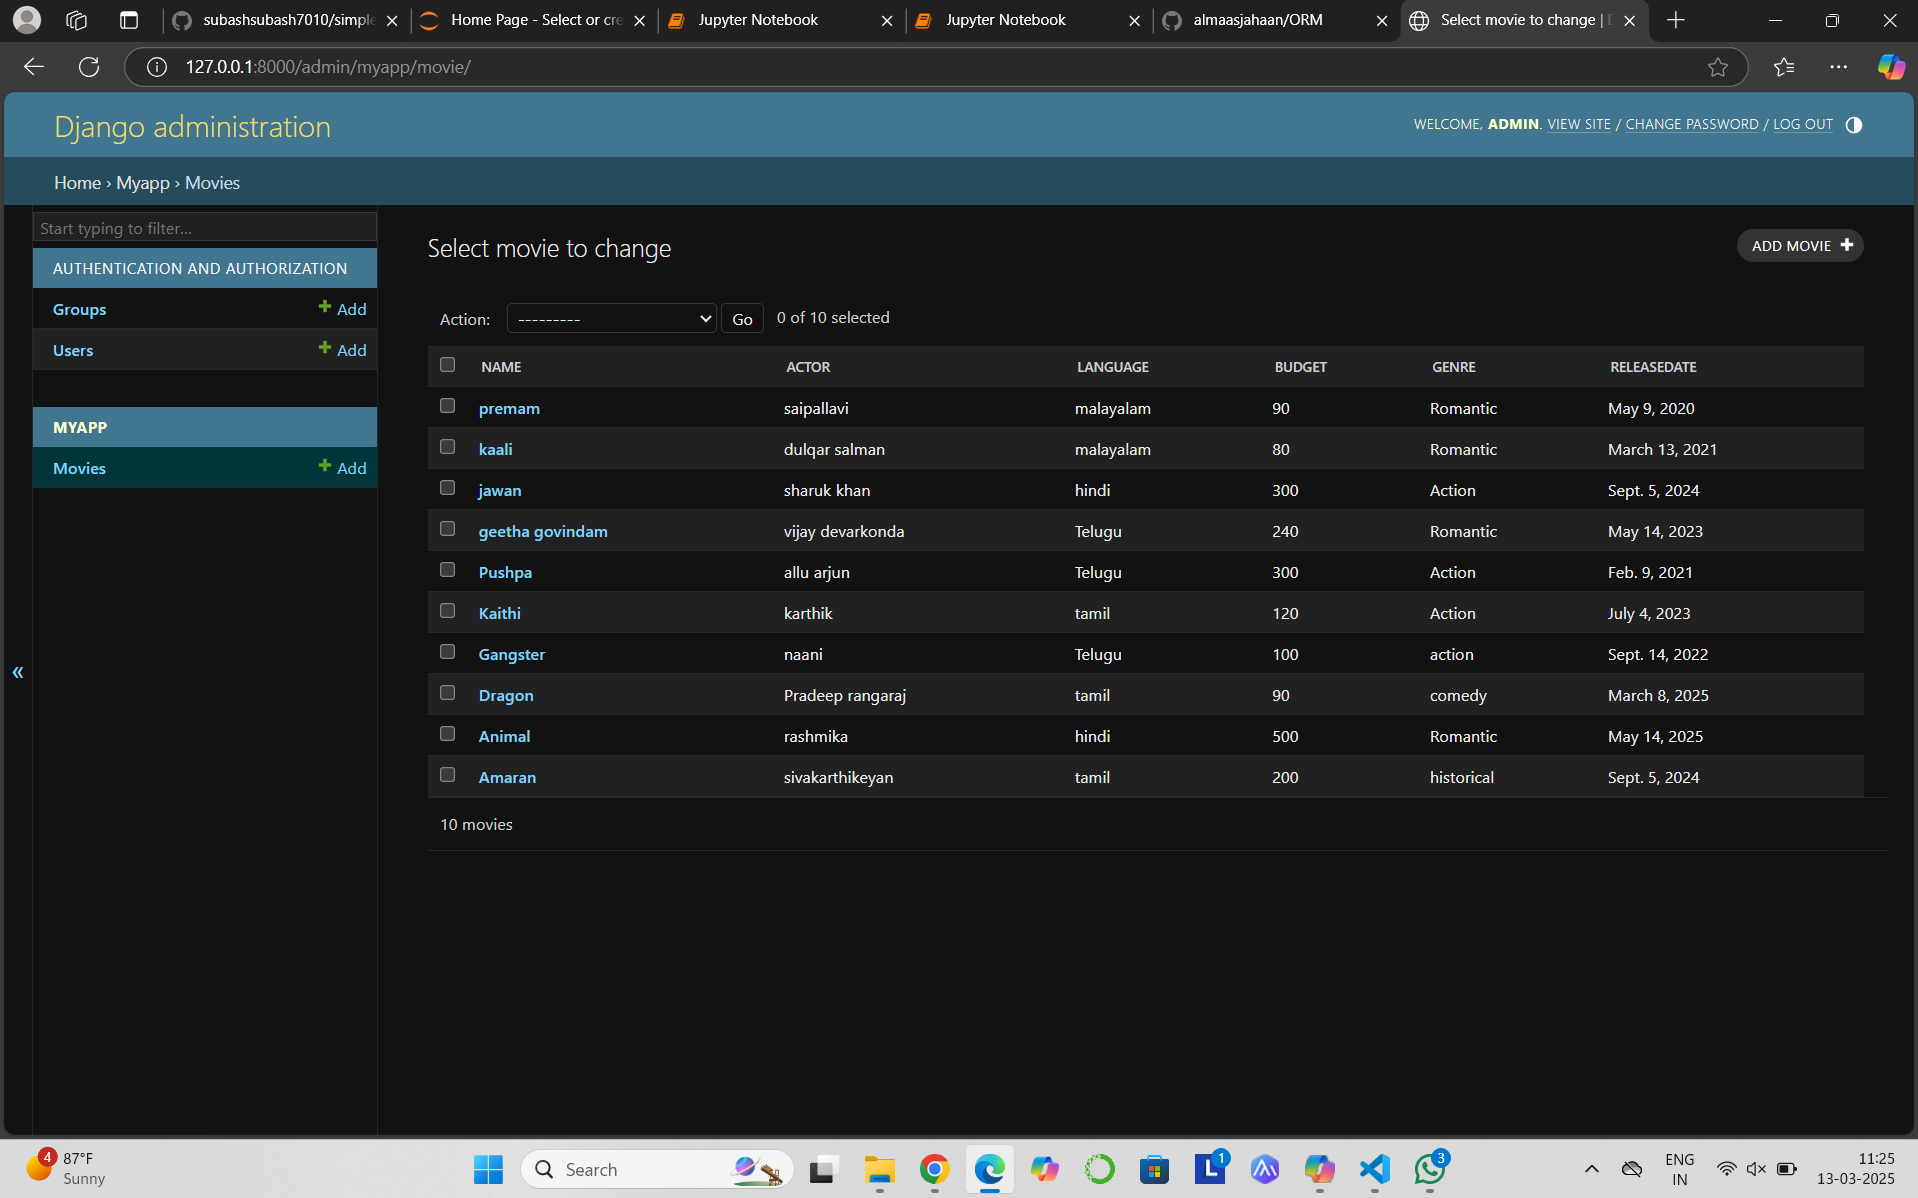 subashsubash7010/simple
Home Page - Select or cre
Jupyter Notebook
Jupyter Notebook
almaasjahaan/ORM
Select movie to change |
127.0.0.1:8000/admin/myapp/movie/
Django administration
WELCOME, ADMIN. VIEW SITE / CHANGE PASSWORD / LOG OUT
Home › Myapp › Movies
Start typing to filter...
AUTHENTICATION AND AUTHORIZATION
Groups + Add
Users + Add
MYAPP
Movies + Add
«
Select movie to change
ADD MOVIE +
Action: --------- Go 0 of 10 selected
NAME ACTOR LANGUAGE BUDGET GENRE RELEASEDATE
premam saipallavi malayalam 90 Romantic May 9, 2020
kaali dulqar salman malayalam 80 Romantic March 13, 2021
jawan sharuk khan hindi 300 Action Sept. 5, 2024
geetha govindam vijay devarkonda Telugu 240 Romantic May 14, 2023
Pushpa allu arjun Telugu 300 Action Feb. 9, 2021
Kaithi karthik tamil 120 Action July 4, 2023
Gangster naani Telugu 100 action Sept. 14, 2022
Dragon Pradeep rangaraj tamil 90 comedy March 8, 2025
Animal rashmika hindi 500 Romantic May 14, 2025
Amaran sivakarthikeyan tamil 200 historical Sept. 5, 2024
10 movies
4
87°F
Sunny
Search
L 1
3
ENG
IN
11:25
13-03-2025